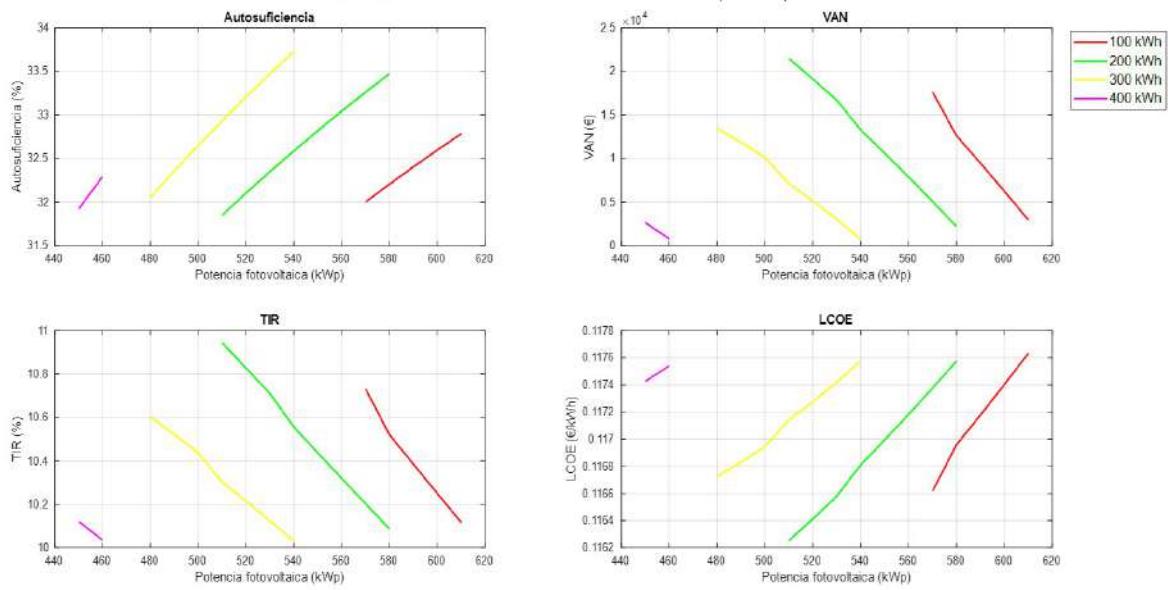 Autosuficiencia
34
33.5
33
32.5
32
31.5
Autosuficiencia (%)
440 460 480 500 520 540 560 580 600 620
Potencia fotovoltaica (kWp)
VAN
×10⁴
2.5
2
1.5
1
0.5
0
VAN (€)
440 460 480 500 520 540 560 580 600 620
Potencia fotovoltaica (kWp)
100 kWh
200 kWh
300 kWh
400 kWh
TIR
11
10.8
10.6
10.4
10.2
10
TIR (%)
440 460 480 500 520 540 560 580 600 620
Potencia fotovoltaica (kWp)
LCOE
0.1178
0.1176
0.1174
0.1172
0.117
0.1168
0.1166
0.1164
0.1162
LCOE (€/kWh)
440 460 480 500 520 540 560 580 600 620
Potencia fotovoltaica (kWp)